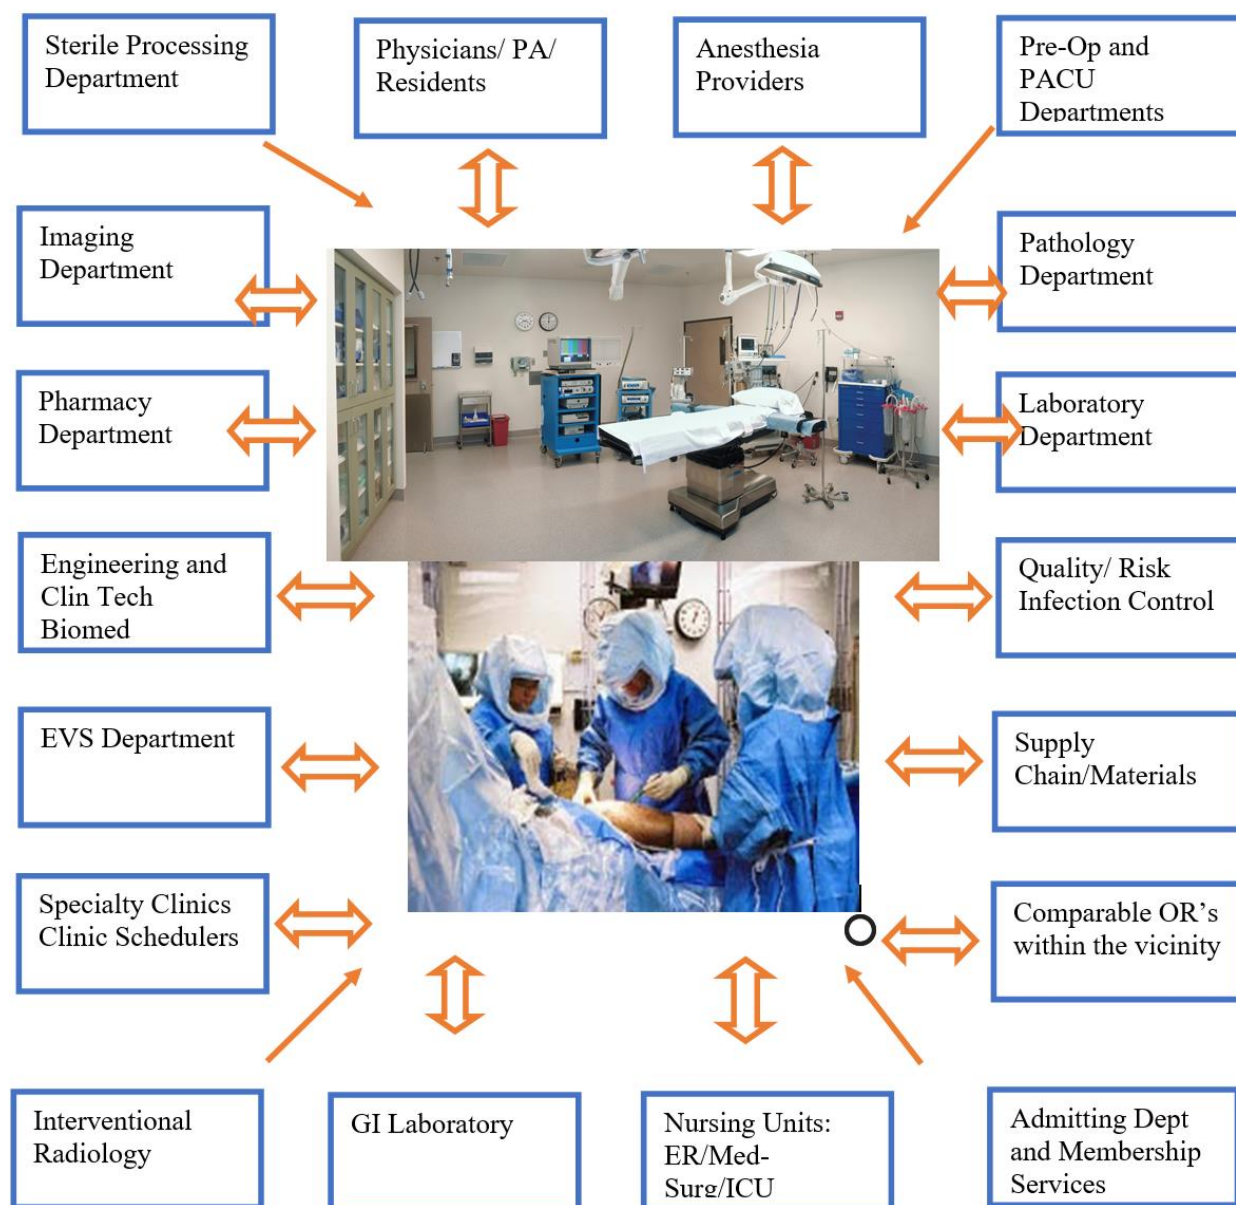 Sterile Processing
Department
Physicians/ PA/
Residents
Anesthesia
Providers
Pre-Op and
PACU
Departments
Imaging
Department
Pathology
Department
Pharmacy
Department
Laboratory
Department
Engineering and
Clin Tech
Biomed
Quality/ Risk
Infection Control
EVS Department
Supply
Chain/Materials
Specialty Clinics
Clinic Schedulers
Comparable OR’s
within the vicinity
Interventional
Radiology
GI Laboratory
Nursing Units:
ER/Med-
Surg/ICU
Admitting Dept
and Membership
Services